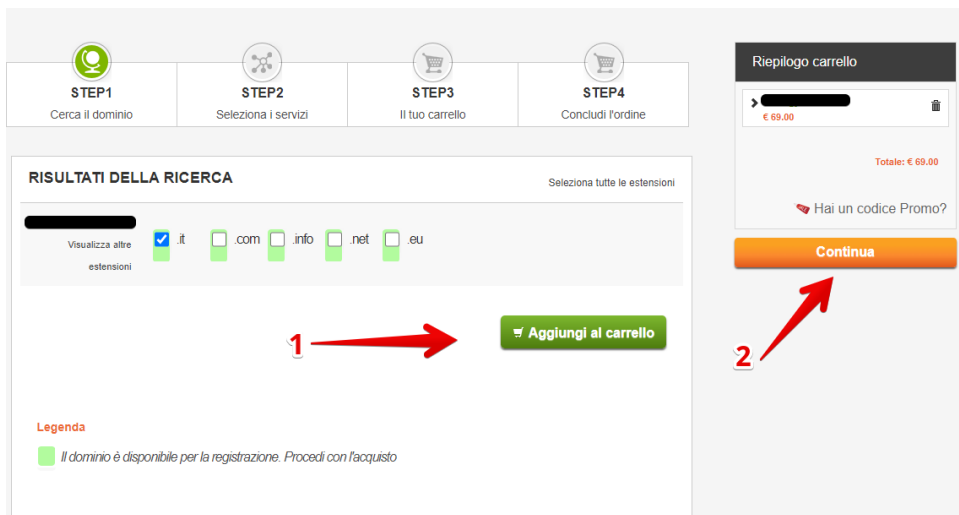 STEP1
Cerca il dominio
STEP2
Seleziona i servizi
STEP3
Il tuo carrello
STEP4
Concludi l'ordine
RISULTATI DELLA RICERCA
Seleziona tutte le estensioni
Visualizza altre
estensioni
.it .com .info .net .eu
1
Aggiungi al carrello
Legenda
Il dominio è disponibile per la registrazione. Procedi con l'acquisto
Riepilogo carrello
€ 69.00
Totale: € 69.00
Hai un codice Promo?
Continua
2